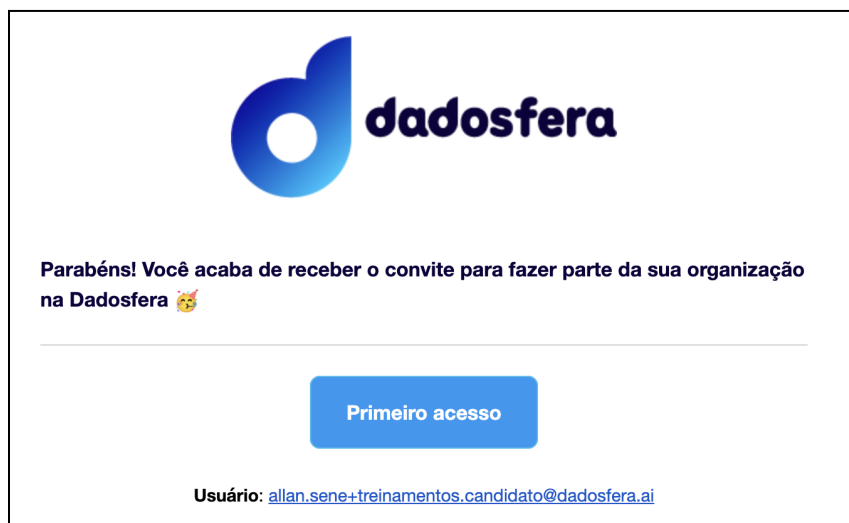 dadosfera
Parabéns! Você acaba de receber o convite para fazer parte da sua organização
na Dadosfera 🥳
Primeiro acesso
Usuário: allan.sene+treinamentos.candidato@dadosfera.ai